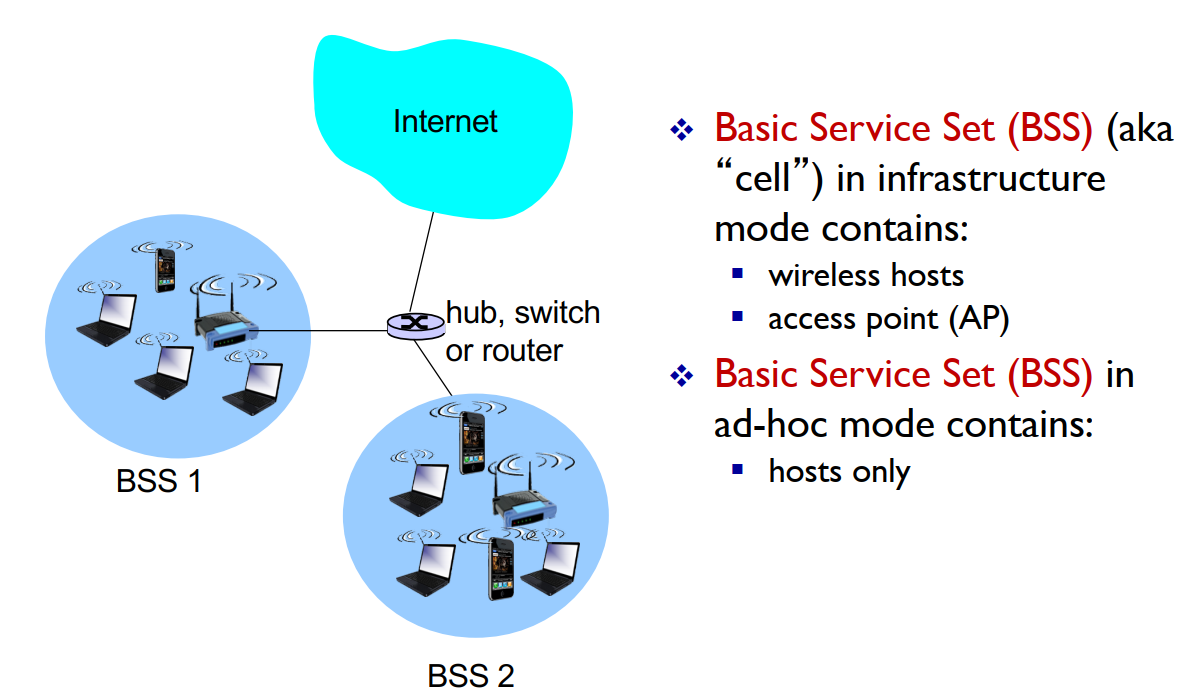 Internet
hub, switch
or router
BSS 1
BSS 2
❖ Basic Service Set (BSS) (aka
“cell”) in infrastructure
mode contains:
▪ wireless hosts
▪ access point (AP)
❖ Basic Service Set (BSS) in
ad-hoc mode contains:
▪ hosts only